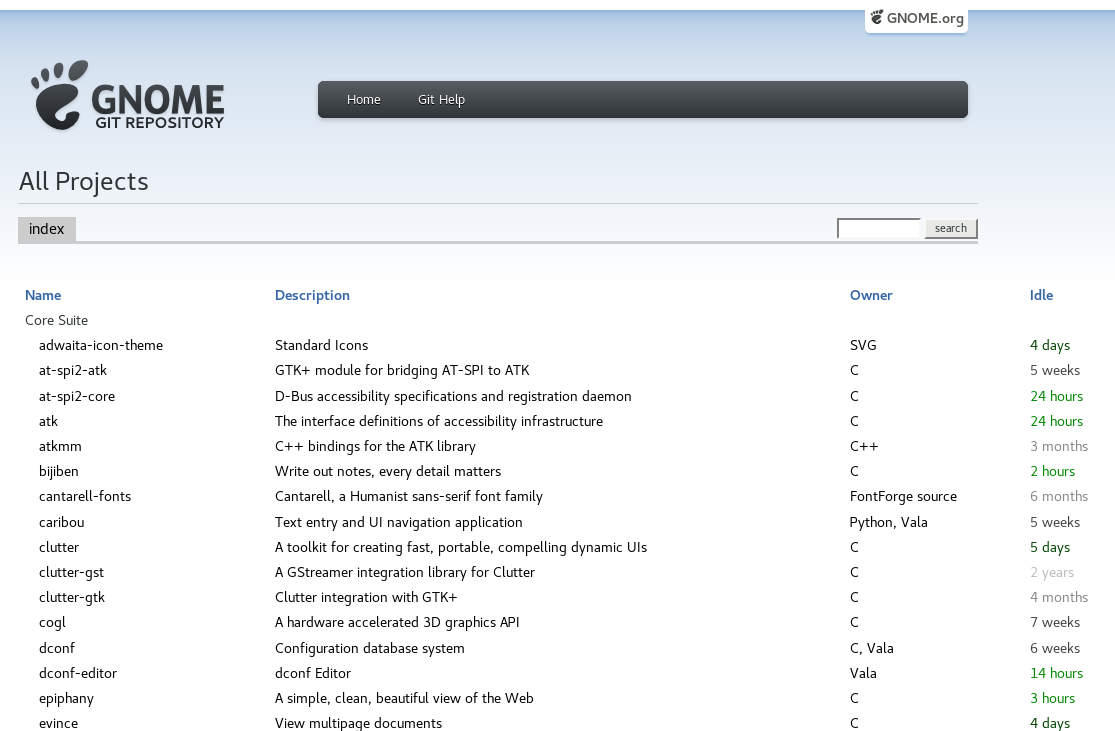 GNOME.org
GNOME
GIT REPOSITORY
Home Git Help
All Projects
index search
Name Description Owner Idle
Core Suite
adwaita-icon-theme Standard Icons SVG 4 days
at-spi2-atk GTK+ module for bridging AT-SPI to ATK C 5 weeks
at-spi2-core D-Bus accessibility specifications and registration daemon C 24 hours
atk The interface definitions of accessibility infrastructure C 24 hours
atkmm C++ bindings for the ATK library C++ 3 months
bijiben Write out notes, every detail matters C 2 hours
cantarell-fonts Cantarell, a Humanist sans-serif font family FontForge source 6 months
caribou Text entry and UI navigation application Python, Vala 5 weeks
clutter A toolkit for creating fast, portable, compelling dynamic UIs C 5 days
clutter-gst A GStreamer integration library for Clutter C 2 years
clutter-gtk Clutter integration with GTK+ C 4 months
cogl A hardware accelerated 3D graphics API C 7 weeks
dconf Configuration database system C, Vala 6 weeks
dconf-editor dconf Editor Vala 14 hours
epiphany A simple, clean, beautiful view of the Web C 3 hours
evince View multipage documents C 4 days